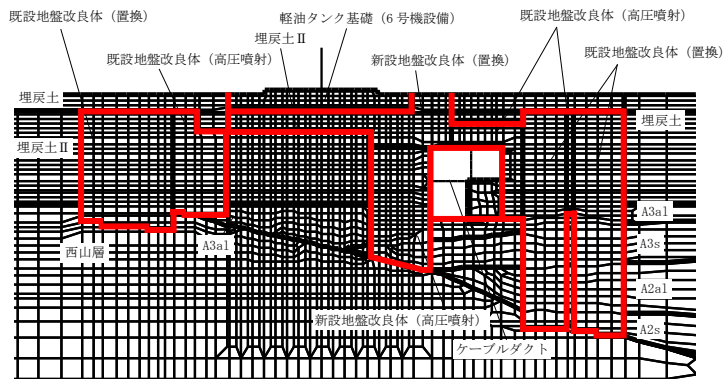 既設地盤改良体（置換）
軽油タンク基礎（6 号機設備）
既設地盤改良体（高圧噴射）
埋戻土Ⅱ
既設地盤改良体（高圧噴射）
新設地盤改良体（置換）
既設地盤改良体（置換）
埋戻土
埋戻土
埋戻土Ⅱ
A3a1
A3a1
西山層
A3s
A2a1
新設地盤改良体（高圧噴射）
A2s
ケーブルダクト